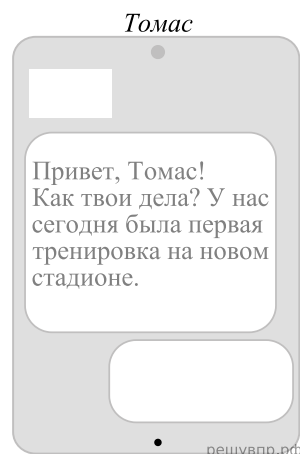 Томас
Привет, Томас!
Как твои дела? У нас
сегодня была первая
тренировка на новом
стадионе.
решувпр.рф